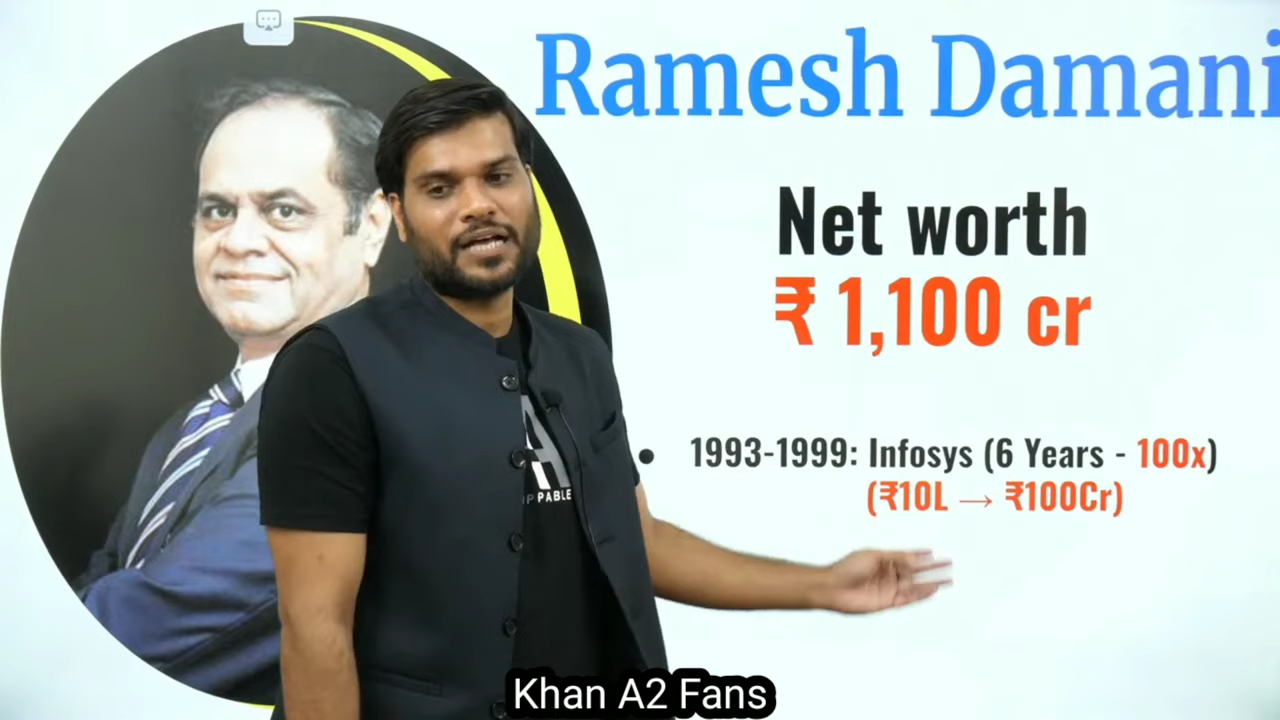 Ramesh Damani
Net worth
₹ 1,100 cr
• 1993-1999: Infosys (6 Years - 100x)
(₹10L → ₹100Cr)
A
PPABLE
Khan A2 Fans